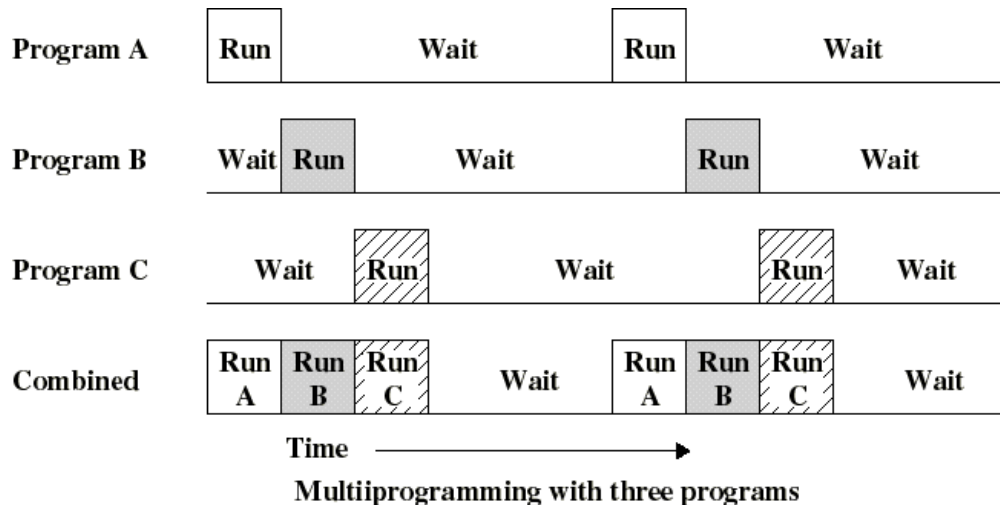 Program A Run Wait Run Wait
Program B Wait Run Wait Run Wait
Program C Wait Run Wait Run Wait
Combined Run A Run B Run C Wait Run A Run B Run C Wait
Time
Multiiprogramming with three programs